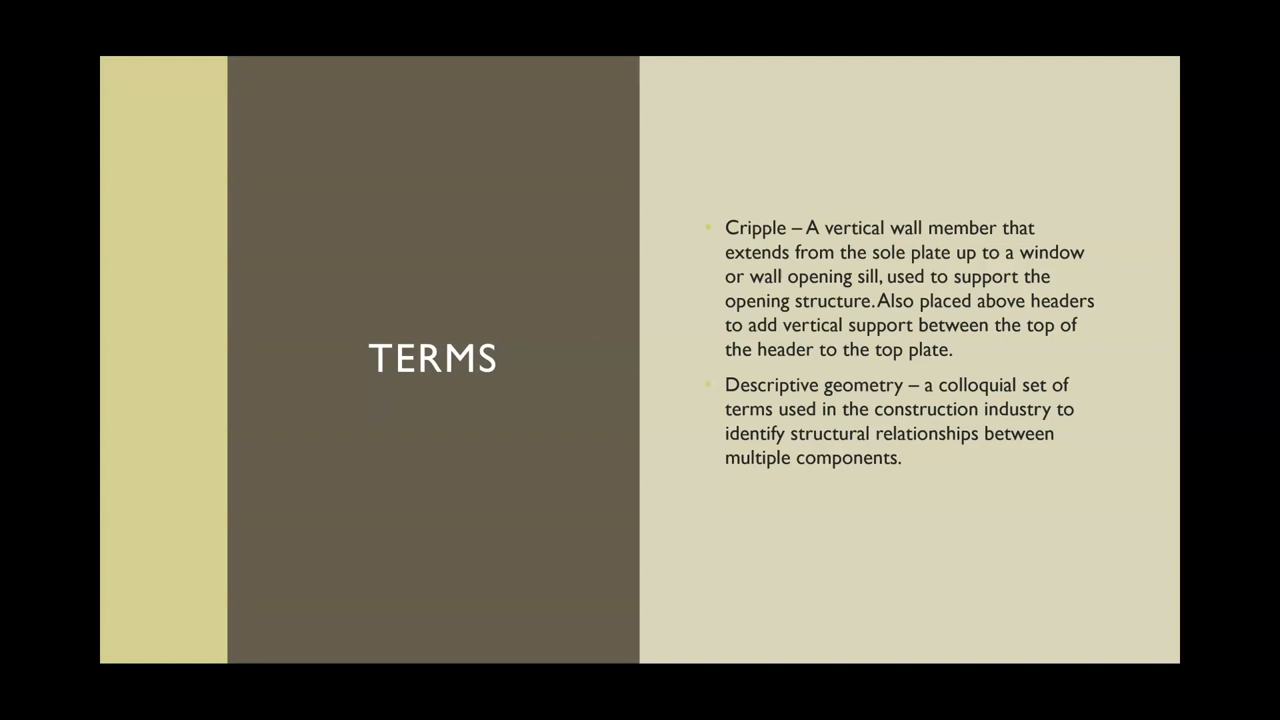 TERMS
Cripple – A vertical wall member that
extends from the sole plate up to a window
or wall opening sill, used to support the
opening structure. Also placed above headers
to add vertical support between the top of
the header to the top plate.
Descriptive geometry – a colloquial set of
terms used in the construction industry to
identify structural relationships between
multiple components.